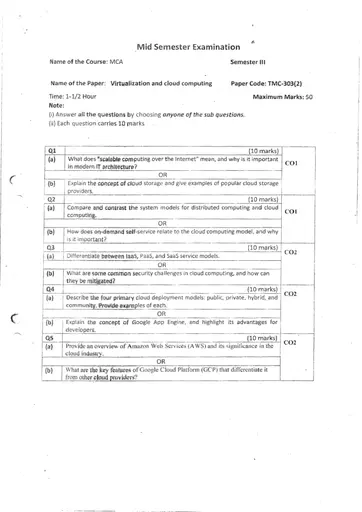 Mid Semester Examination
Name of the Course: MCA Semester III
Name of the Paper: Virtualization and cloud computing Paper Code: TMC-303(2)
Time: 1-1/2 Hour Maximum Marks: 50
Note:
(i) Answer all the questions by choosing anyone of the sub questions.
(ii) Each question carries 10 marks
Q1 (10 marks)
(a) What does "scalable computing over the Internet" mean, and why is it important
in modern IT architecture? CO1
OR
(b) Explain the concept of cloud storage and give examples of popular cloud storage
providers.
Q2 (10 marks)
(a) Compare and contrast the system models for distributed computing and cloud
computing. CO1
OR
(b) How does on-demand self-service relate to the cloud computing model, and why
is it important?
Q3 (10 marks) CO2
(a) Differentiate between IaaS, PaaS, and SaaS service models.
OR
(b) What are some common security challenges in cloud computing, and how can
they be mitigated?
Q4 (10 marks) CO2
(a) Describe the four primary cloud deployment models: public, private, hybrid, and
community. Provide examples of each.
OR
(b) Explain the concept of Google App Engine, and highlight its advantages for
developers.
Q5 (10 marks) CO2
(a) Provide an overview of Amazon Web Services (AWS) and its significance in the
cloud industry.
OR
(b) What are the key features of Google Cloud Platform (GCP) that differentiate it
from other cloud providers?